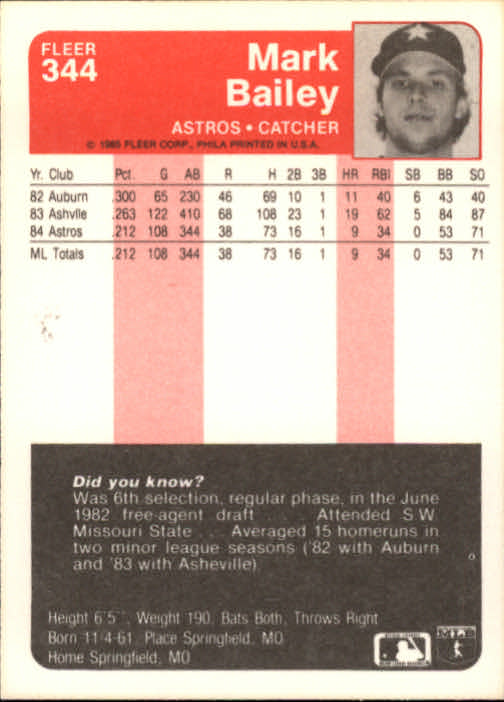 FLEER
344
Mark
Bailey
ASTROS • CATCHER
© 1985 FLEER CORP., PHILA PRINTED IN U.S.A.
Yr. Club Pct. G AB R H 2B 3B HR RBI SB BB SO
82 Auburn .300 65 230 46 69 10 1 11 40 6 43 40
83 Ashvlle .263 122 410 68 108 23 1 19 62 5 84 87
84 Astros .212 108 344 38 73 16 1 9 34 0 53 71
ML Totals .212 108 344 38 73 16 1 9 34 0 53 71
Did you know?
Was 6th selection, regular phase, in the June
1982 free-agent draft . . . Attended S.W.
Missouri State . . . Averaged 15 homeruns in
two minor league seasons ('82 with Auburn
and '83 with Asheville).
Height 6'5", Weight 190, Bats Both, Throws Right
Born 11-4-61, Place Springfield, MO
Home Springfield, MO
MLB